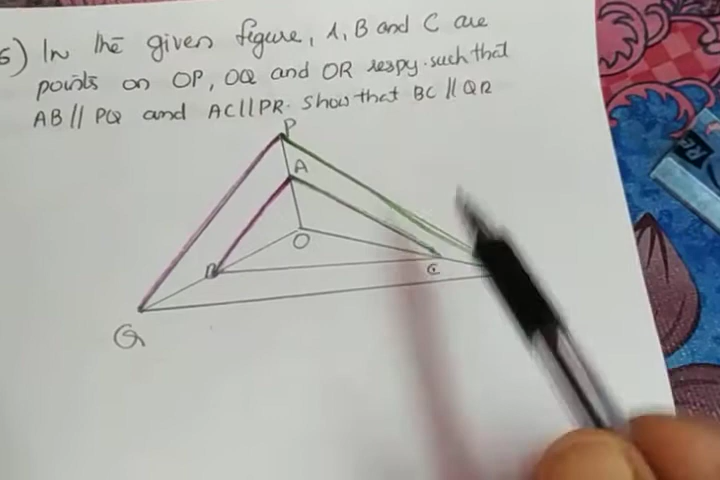 6) In the given figure, A, B and C are
points on OP, OQ and OR respy. such that
AB // PQ and AC // PR. Show that BC // QR
P
A
O
B
C
Q